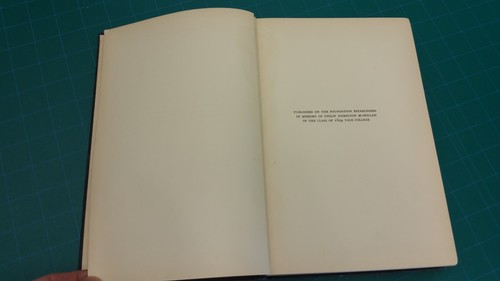 PUBLISHED ON THE FOUNDATION ESTABLISHED
IN MEMORY OF PHILIP HAMILTON MCMILLAN
OF THE CLASS OF 1894 YALE COLLEGE